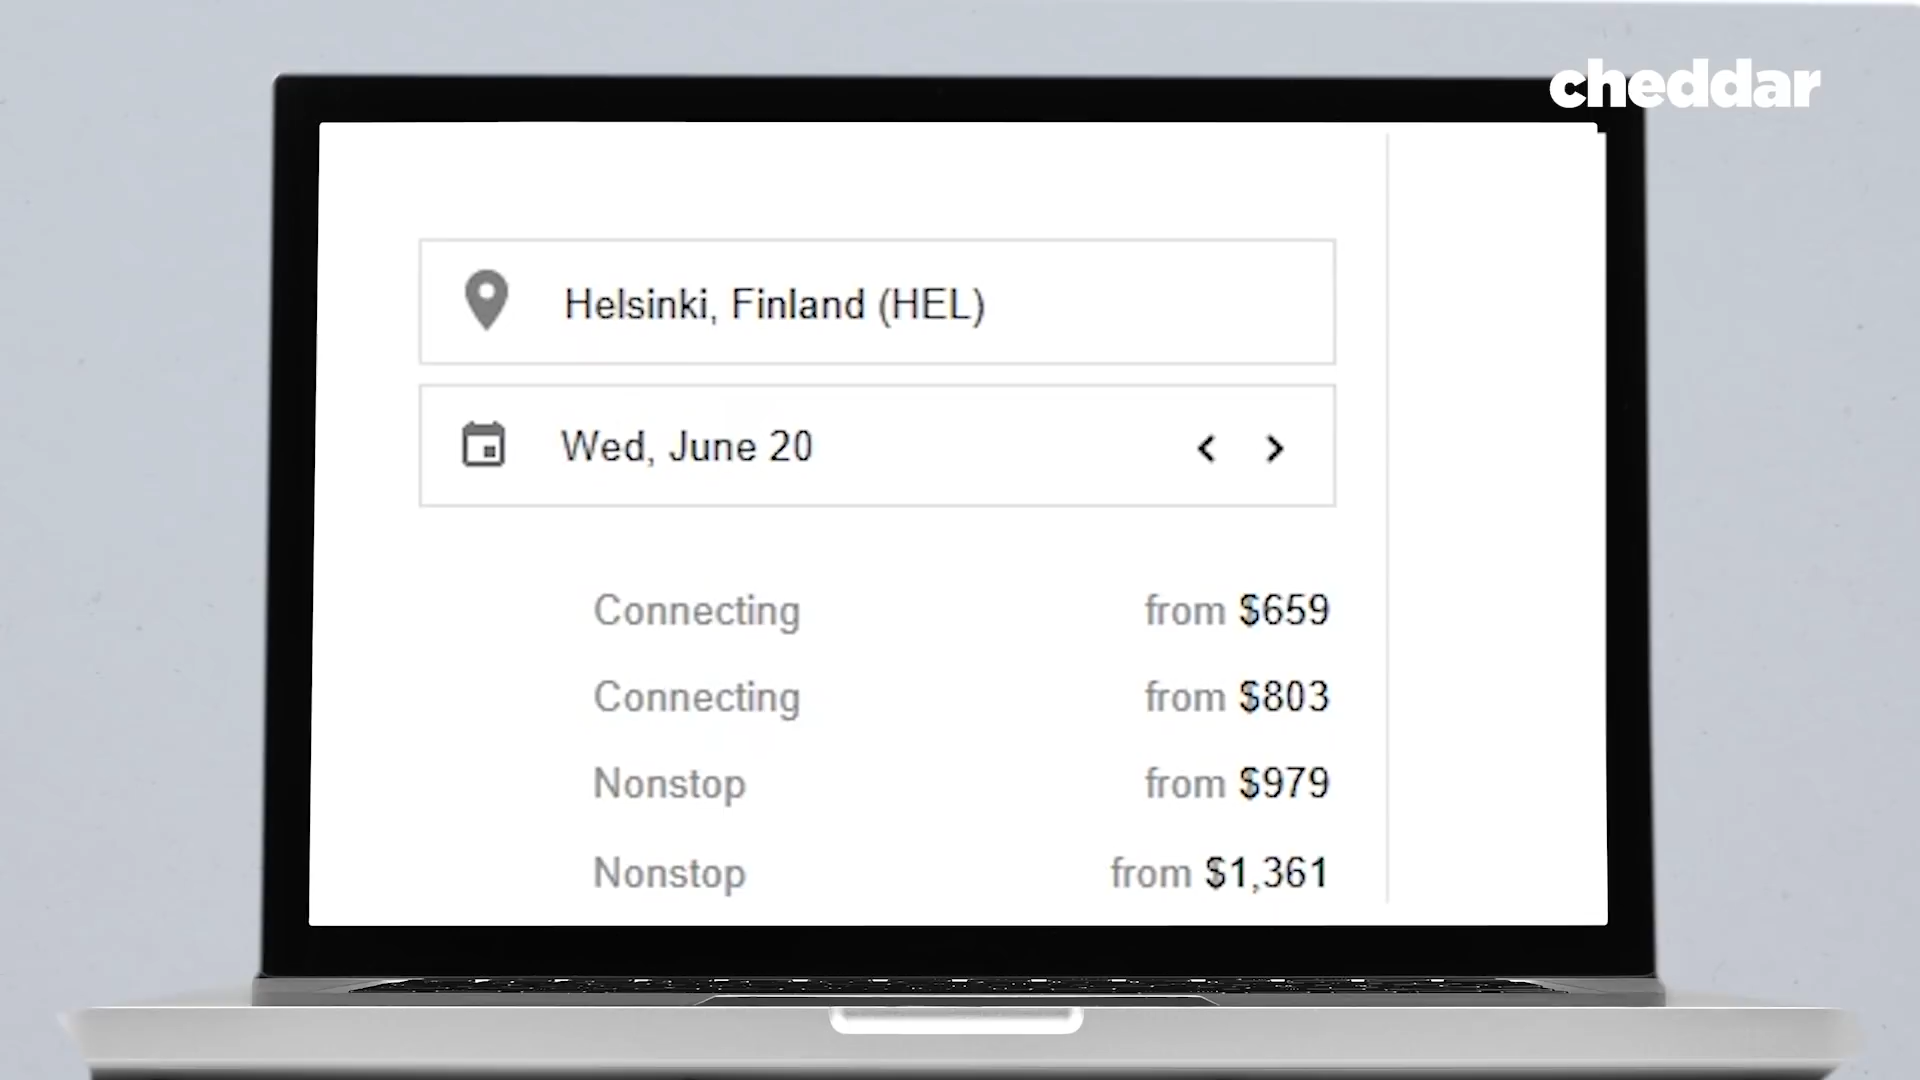 cheddar
Helsinki, Finland (HEL)
Wed, June 20
Connecting from $659
Connecting from $803
Nonstop from $979
Nonstop from $1,361